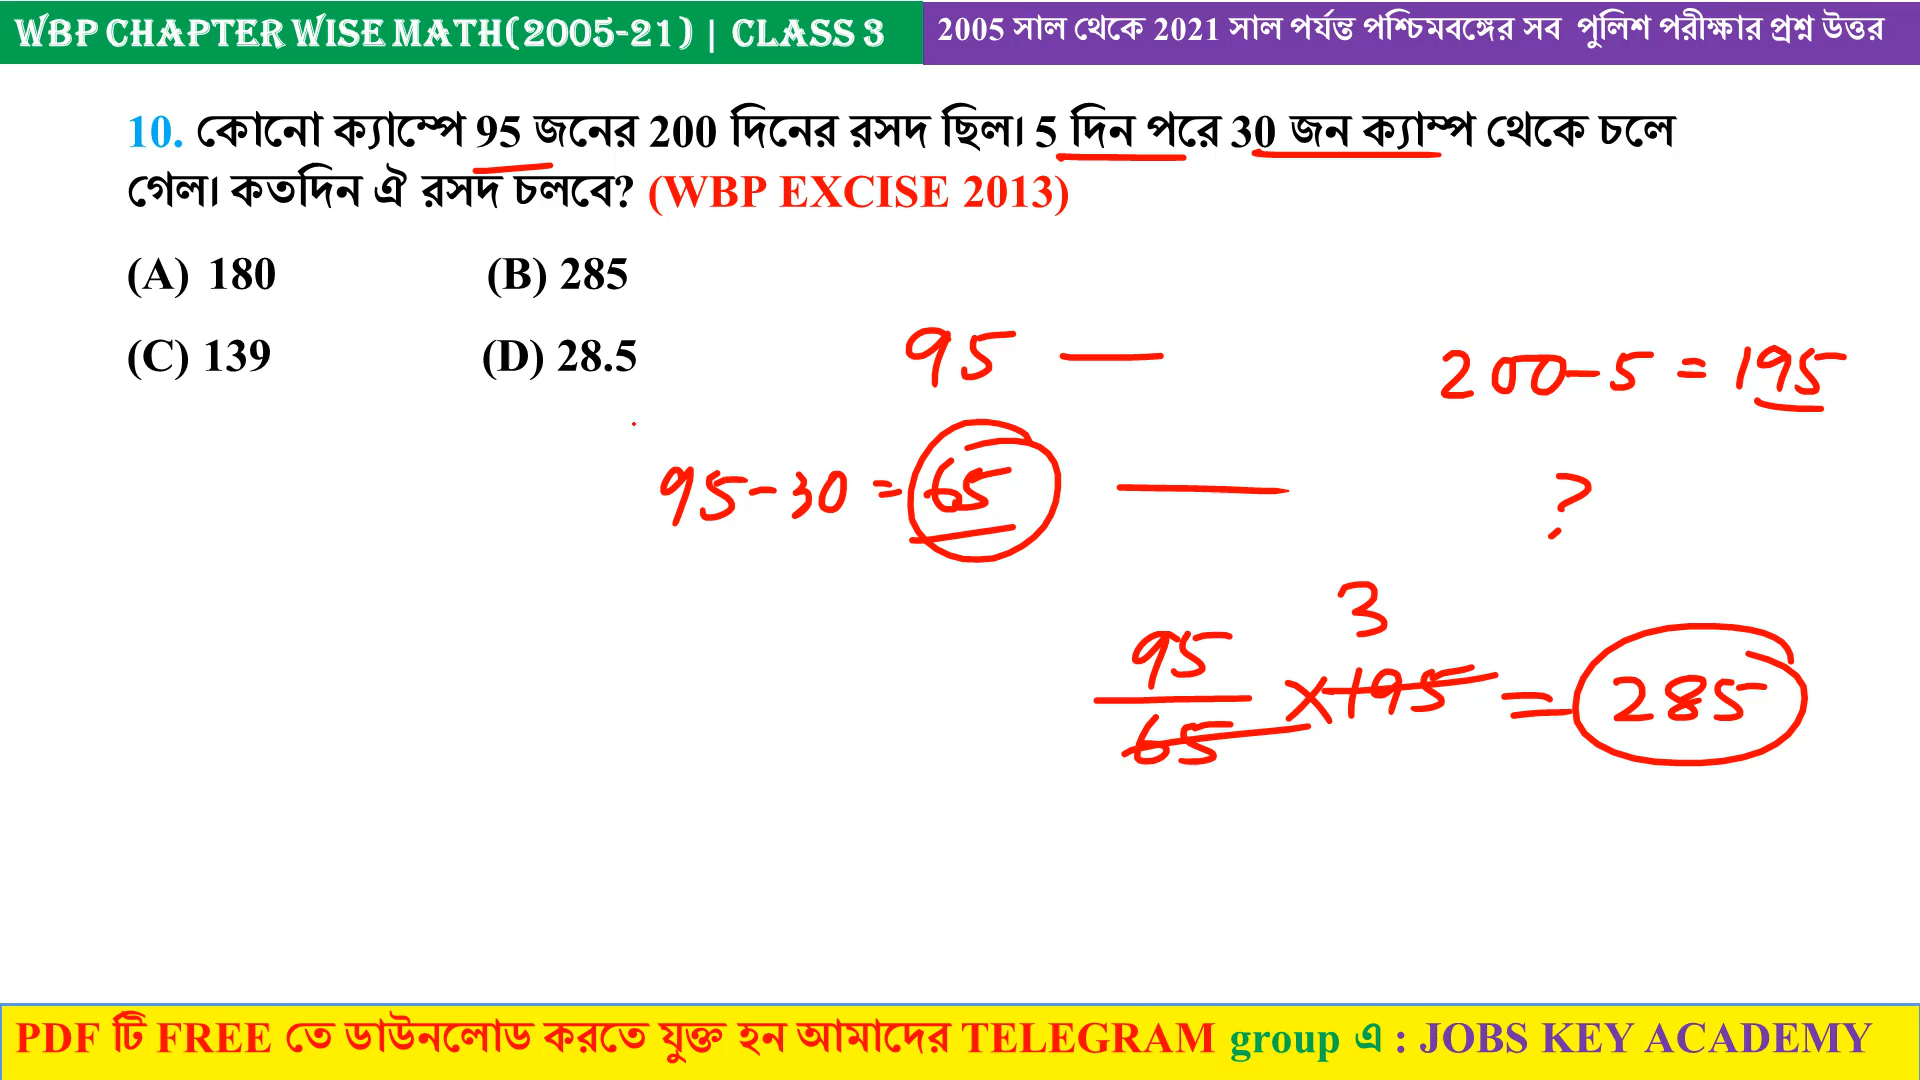 WBP CHAPTER WISE MATH(2005-21) | CLASS 3
2005 সাল থেকে 2021 সাল পর্যন্ত পশ্চিমবঙ্গের সব পুলিশ পরীক্ষার প্রশ্ন উত্তর
10. কোনো ক্যাম্পে 95 জনের 200 দিনের রসদ ছিল। 5 দিন পরে 30 জন ক্যাম্প থেকে চলে
গেল। কতদিন ঐ রসদ চলবে? (WBP EXCISE 2013)
(A) 180 (B) 285
(C) 139 (D) 28.5
95 — 200-5 = 195
95-30 = 65 — ?
3
95
65 ×195 = 285
PDF টি FREE তে ডাউনলোড করতে যুক্ত হন আমাদের TELEGRAM group এ : JOBS KEY ACADEMY